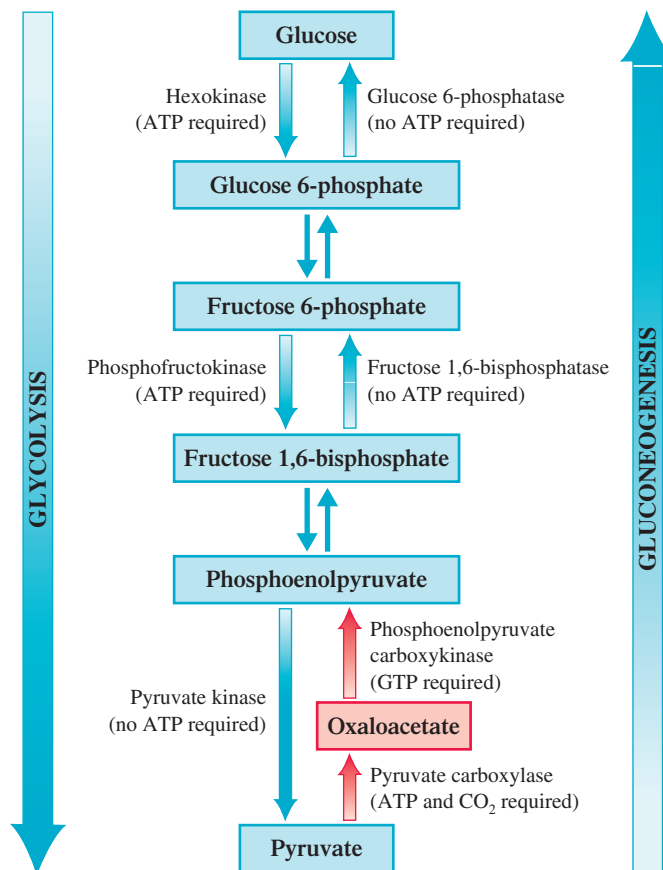 Glucose
Hexokinase
(ATP required)
Glucose 6-phosphatase
(no ATP required)
Glucose 6-phosphate
Fructose 6-phosphate
Phosphofructokinase
(ATP required)
Fructose 1,6-bisphosphatase
(no ATP required)
Fructose 1,6-bisphosphate
Phosphoenolpyruvate
Phosphoenolpyruvate
carboxykinase
(GTP required)
Pyruvate kinase
(no ATP required)
Oxaloacetate
Pyruvate carboxylase
(ATP and CO₂ required)
Pyruvate
GLYCOLYSIS
GLUCONEOGENESIS